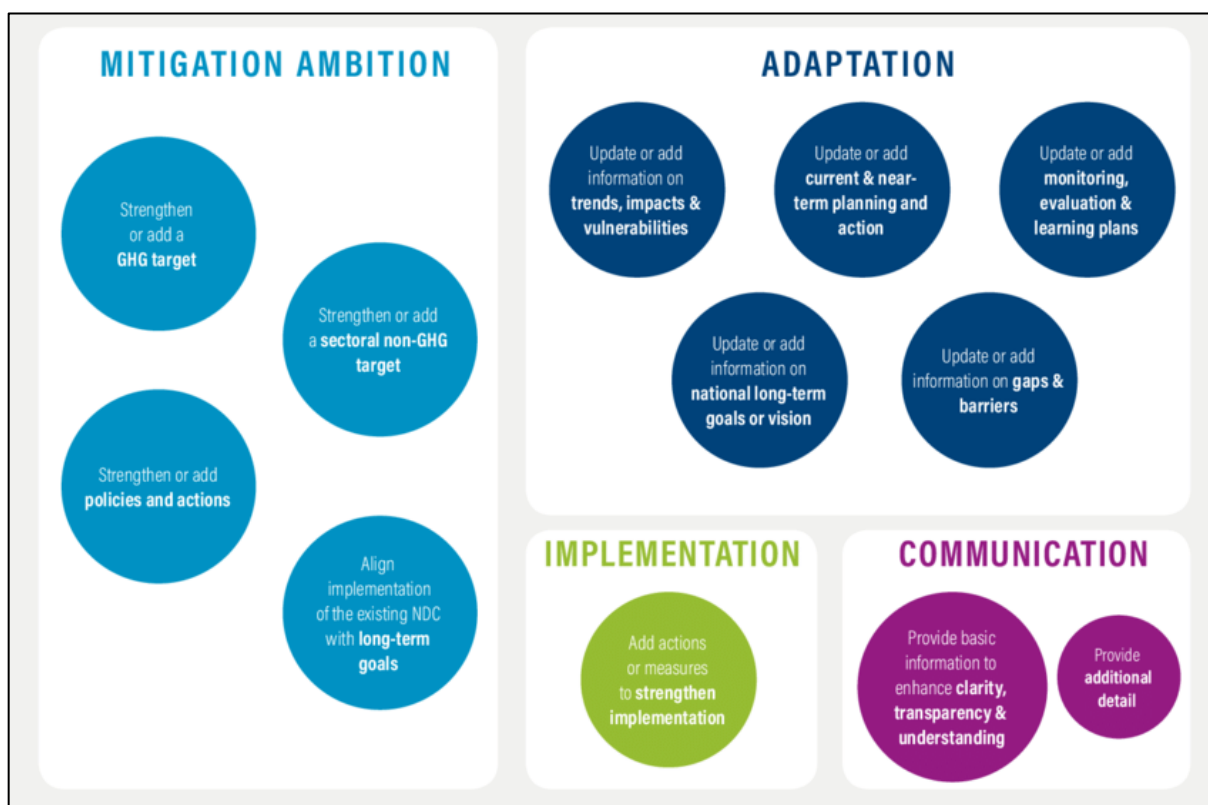 MITIGATION AMBITION
Strengthen
or add a
GHG target
Strengthen or add
a sectoral non-GHG
target
Strengthen or add
policies and actions
Align
implementation
of the existing NDC
with long-term
goals
ADAPTATION
Update or add
information on
trends, impacts &
vulnerabilities
Update or add
current & near-
term planning and
action
Update or add
monitoring,
evaluation &
learning plans
Update or add
information on
national long-term
goals or vision
Update or add
information on gaps &
barriers
IMPLEMENTATION
Add actions
or measures
to strengthen
implementation
COMMUNICATION
Provide basic
information to
enhance clarity,
transparency &
understanding
Provide
additional
detail